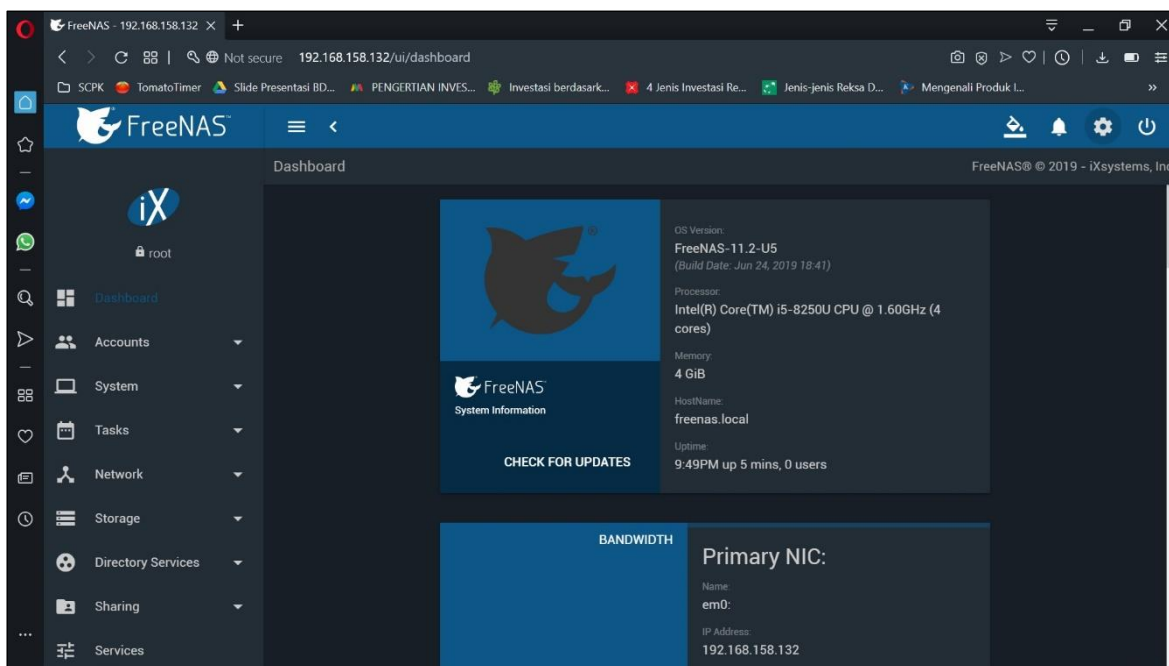 FreeNAS - 192.168.158.132
Not secure 192.168.158.132/ui/dashboard
SCPK TomatoTimer Slide Presentasi BD... PENGERTIAN INVES... Investasi berdasark... 4 Jenis Investasi Re... Jenis-jenis Reksa D... Mengenali Produk I...
FreeNAS
Dashboard
FreeNAS® © 2019 - iXsystems, Inc
iX
root
Dashboard
Accounts
System
Tasks
Network
Storage
Directory Services
Sharing
Services
FreeNAS
System Information
CHECK FOR UPDATES
OS Version:
FreeNAS-11.2-U5
(Build Date: Jun 24, 2019 18:41)
Processor:
Intel(R) Core(TM) i5-8250U CPU @ 1.60GHz (4
cores)
Memory:
4 GiB
HostName:
freenas.local
Uptime:
9:49PM up 5 mins, 0 users
BANDWIDTH
Primary NIC:
Name:
em0:
IP Address:
192.168.158.132